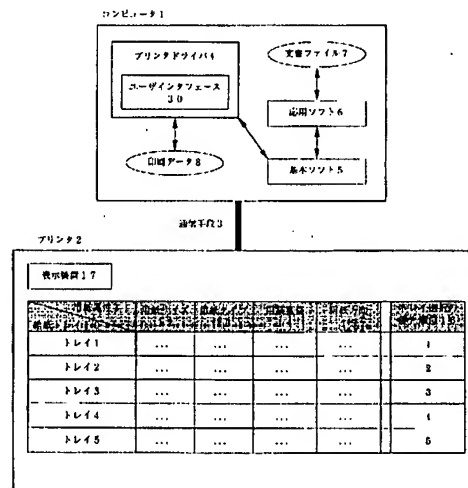 コンピュータ1
プリンタドライバ4
文書ファイル7
ユーザインタフェース
30
応用ソフト6
印刷データ8
基本ソフト5
通信手段3
プリンタ2
表示装置17
トレイ1 ... ... ... ... 1
トレイ2 ... ... ... ... 2
トレイ3 ... ... ... ... 3
トレイ4 ... ... ... ... 4
トレイ5 ... ... ... ... 5